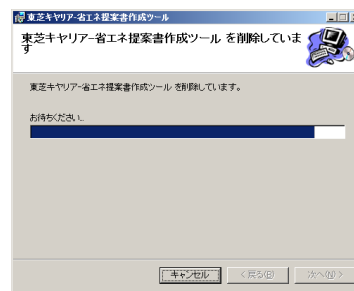 東芝キヤリア-省エネ提案書作成ツール
東芝キヤリア-省エネ提案書作成ツール を削除していま
す
東芝キヤリア-省エネ提案書作成ツール を削除しています。
お待ちください...
キャンセル
< 戻る(B)
次へ(N) >